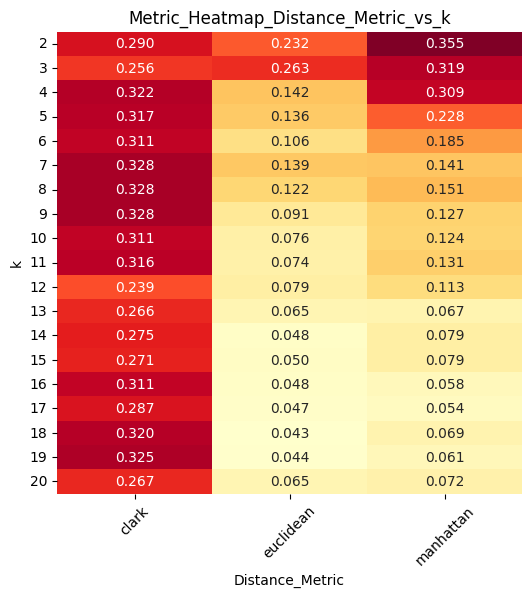 Metric_Heatmap_Distance_Metric_vs_k
2 0.290 0.232 0.355
3 0.256 0.263 0.319
4 0.322 0.142 0.309
5 0.317 0.136 0.228
6 0.311 0.106 0.185
7 0.328 0.139 0.141
8 0.328 0.122 0.151
9 0.328 0.091 0.127
10 0.311 0.076 0.124
11 0.316 0.074 0.131
12 0.239 0.079 0.113
13 0.266 0.065 0.067
14 0.275 0.048 0.079
15 0.271 0.050 0.079
16 0.311 0.048 0.058
17 0.287 0.047 0.054
18 0.320 0.043 0.069
19 0.325 0.044 0.061
20 0.267 0.065 0.072
k
clark euclidean manhattan
Distance_Metric